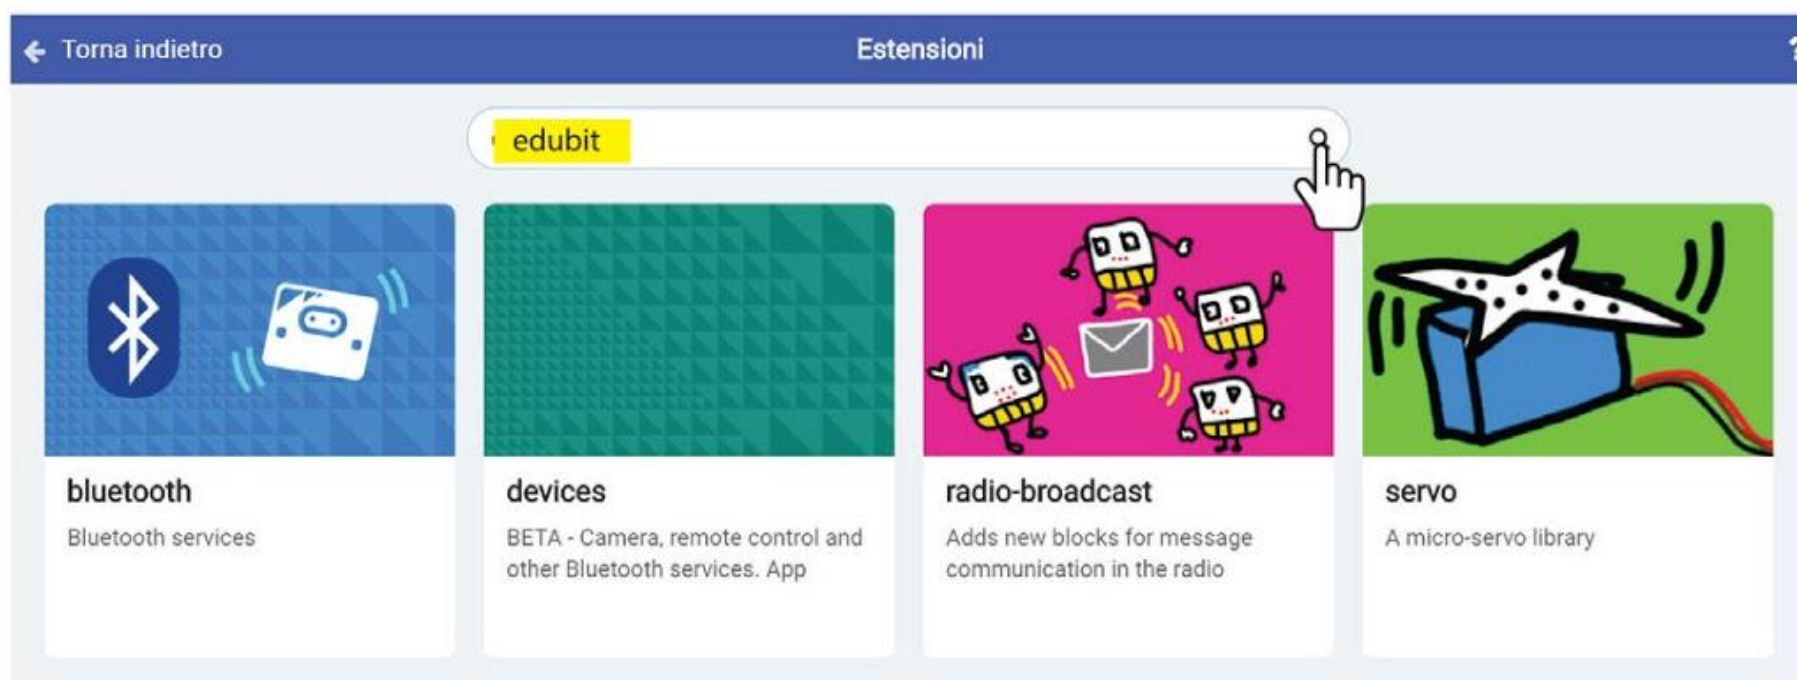 Torna indietro
Estensioni
?
edubit
bluetooth
Bluetooth services
devices
BETA - Camera, remote control and
other Bluetooth services. App
radio-broadcast
Adds new blocks for message
communication in the radio
servo
A micro-servo library